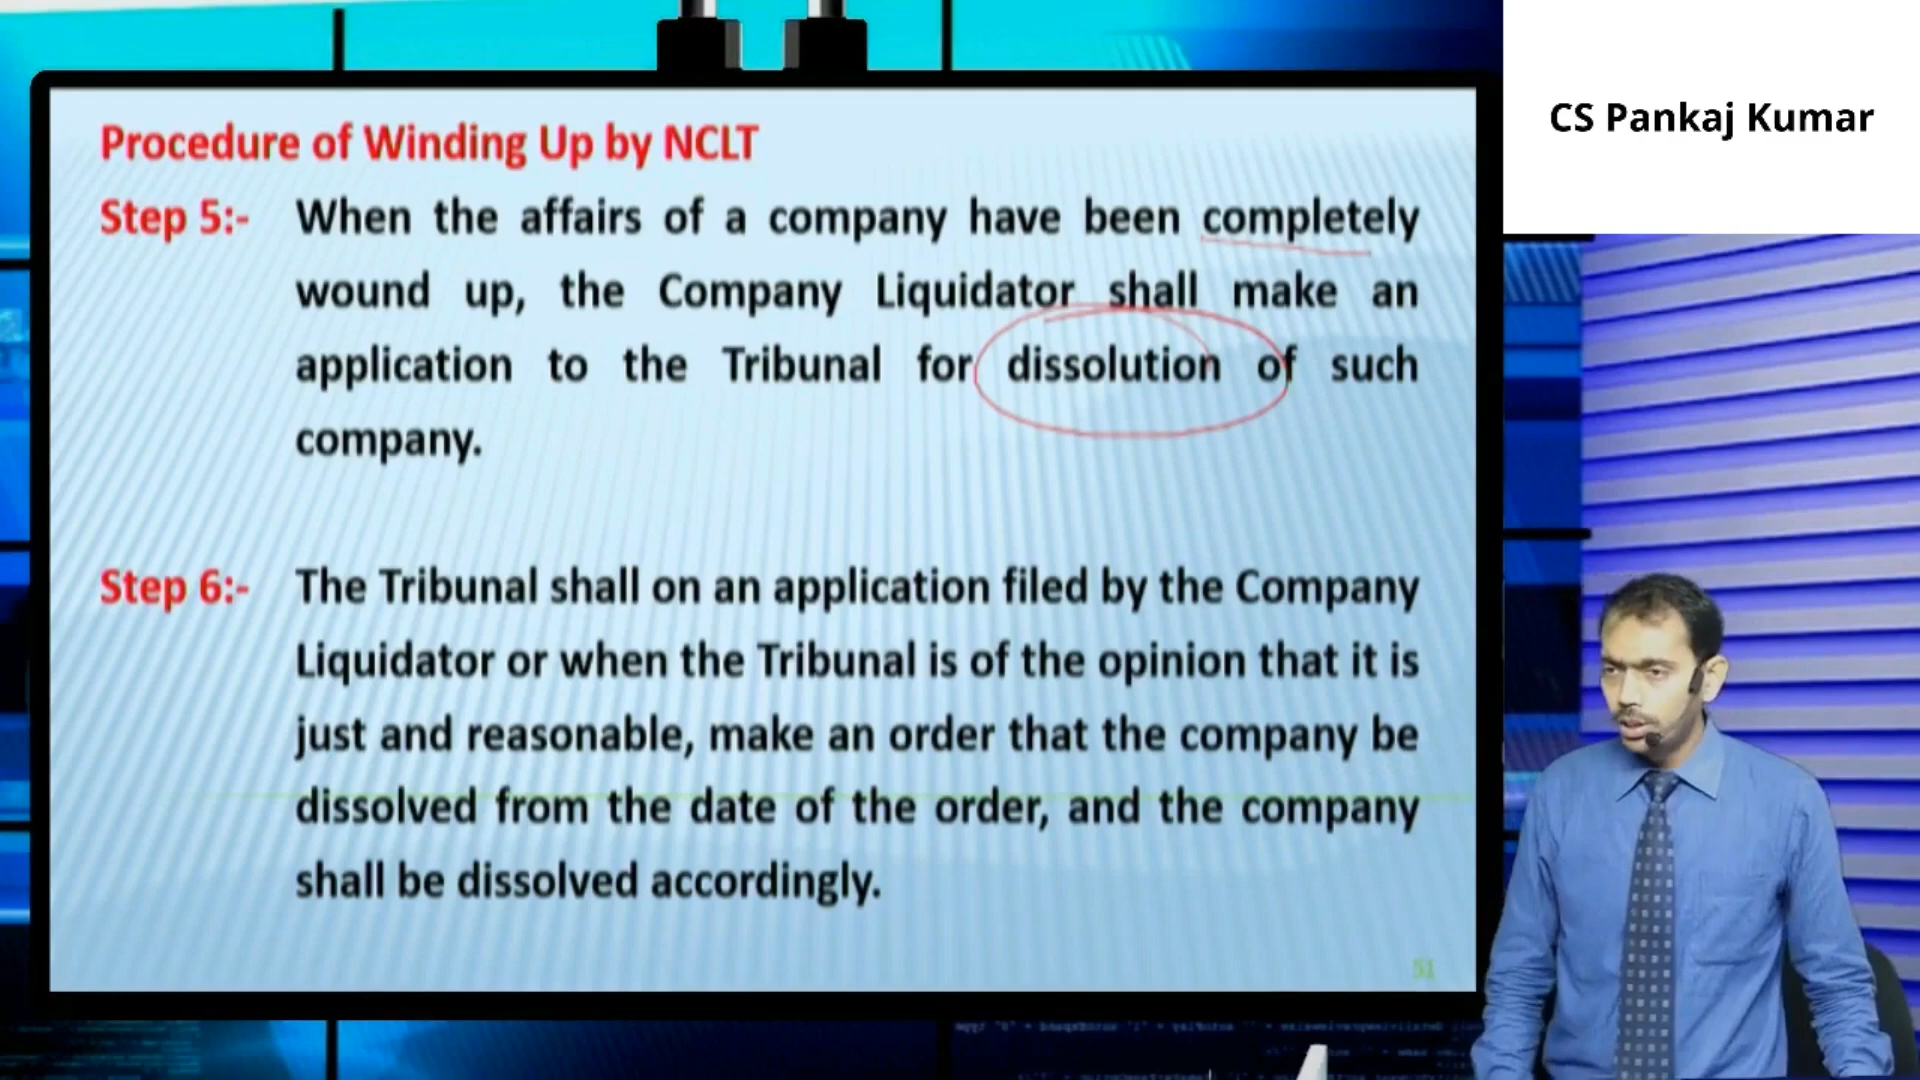 CS Pankaj Kumar
Procedure of Winding Up by NCLT
Step 5:- When the affairs of a company have been completely
wound up, the Company Liquidator shall make an
application to the Tribunal for dissolution of such
company.
Step 6:- The Tribunal shall on an application filed by the Company
Liquidator or when the Tribunal is of the opinion that it is
just and reasonable, make an order that the company be
dissolved from the date of the order, and the company
shall be dissolved accordingly.
51